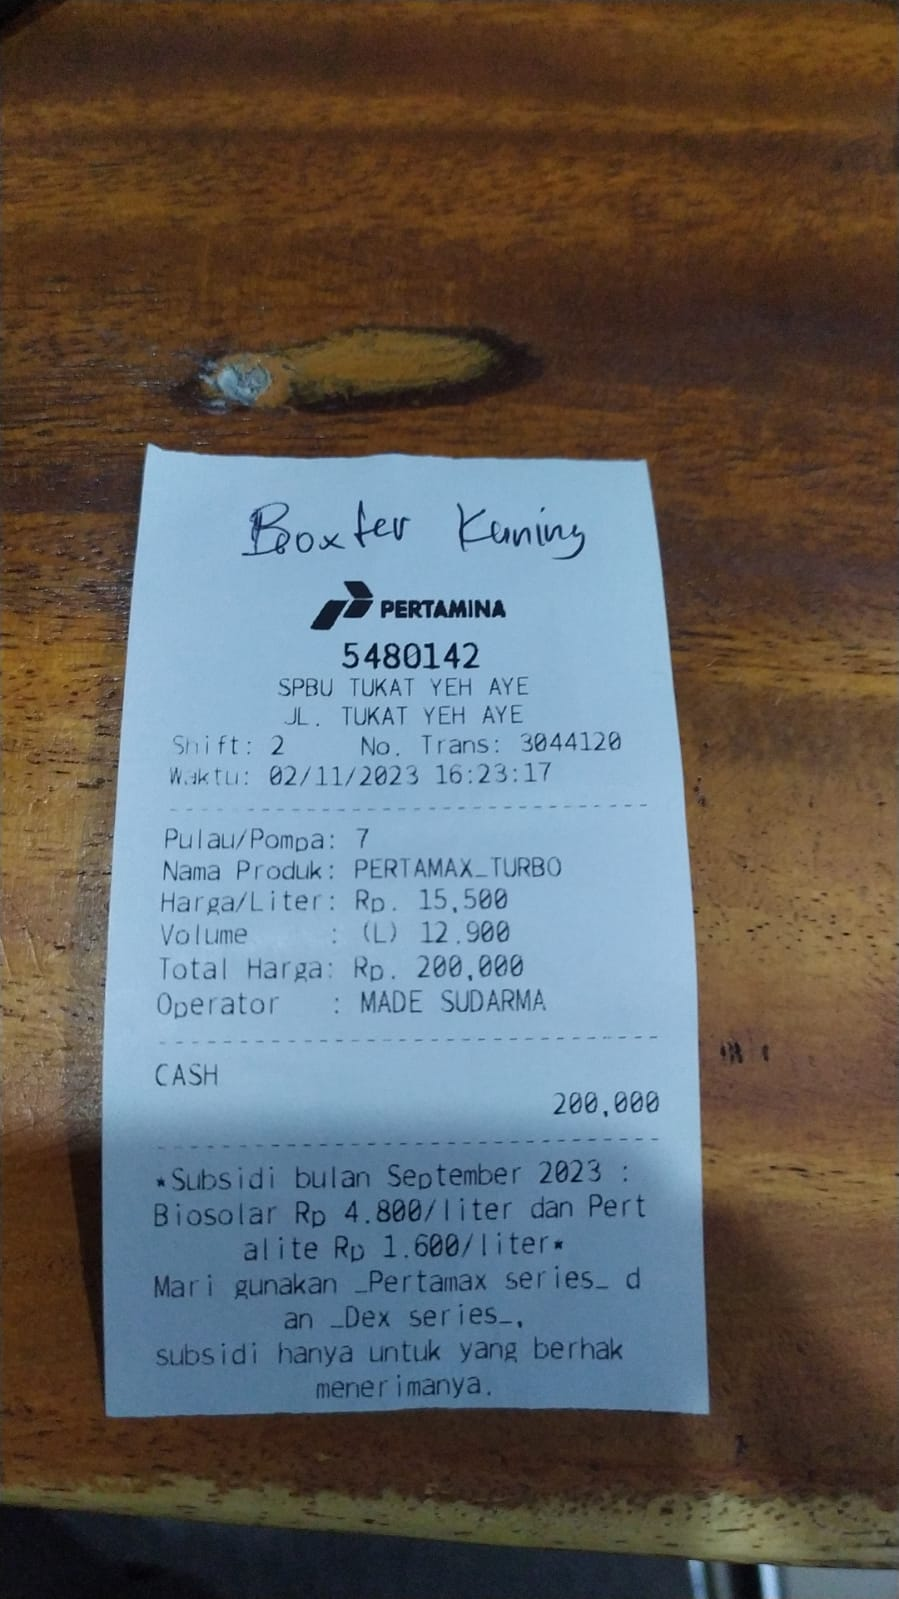 Boxter Kuning
PERTAMINA
5480142
SPBU TUKAT YEH AYE
JL. TUKAT YEH AYE
Shift: 2 No. Trans: 3044120
Waktu: 02/11/2023 16:23:17
Pulau/Pompa: 7
Nama Produk: PERTAMAX_TURBO
Harga/Liter: Rp. 15,500
Volume : (L) 12.900
Total Harga: Rp. 200,000
Operator : MADE SUDARMA
CASH
200,000
*Subsidi bulan September 2023 :
Biosolar Rp 4.800/liter dan Pert
alite Rp 1.600/liter*
Mari gunakan _Pertamax series_ d
an _Dex series_,
subsidi hanya untuk yang berhak
menerimanya.